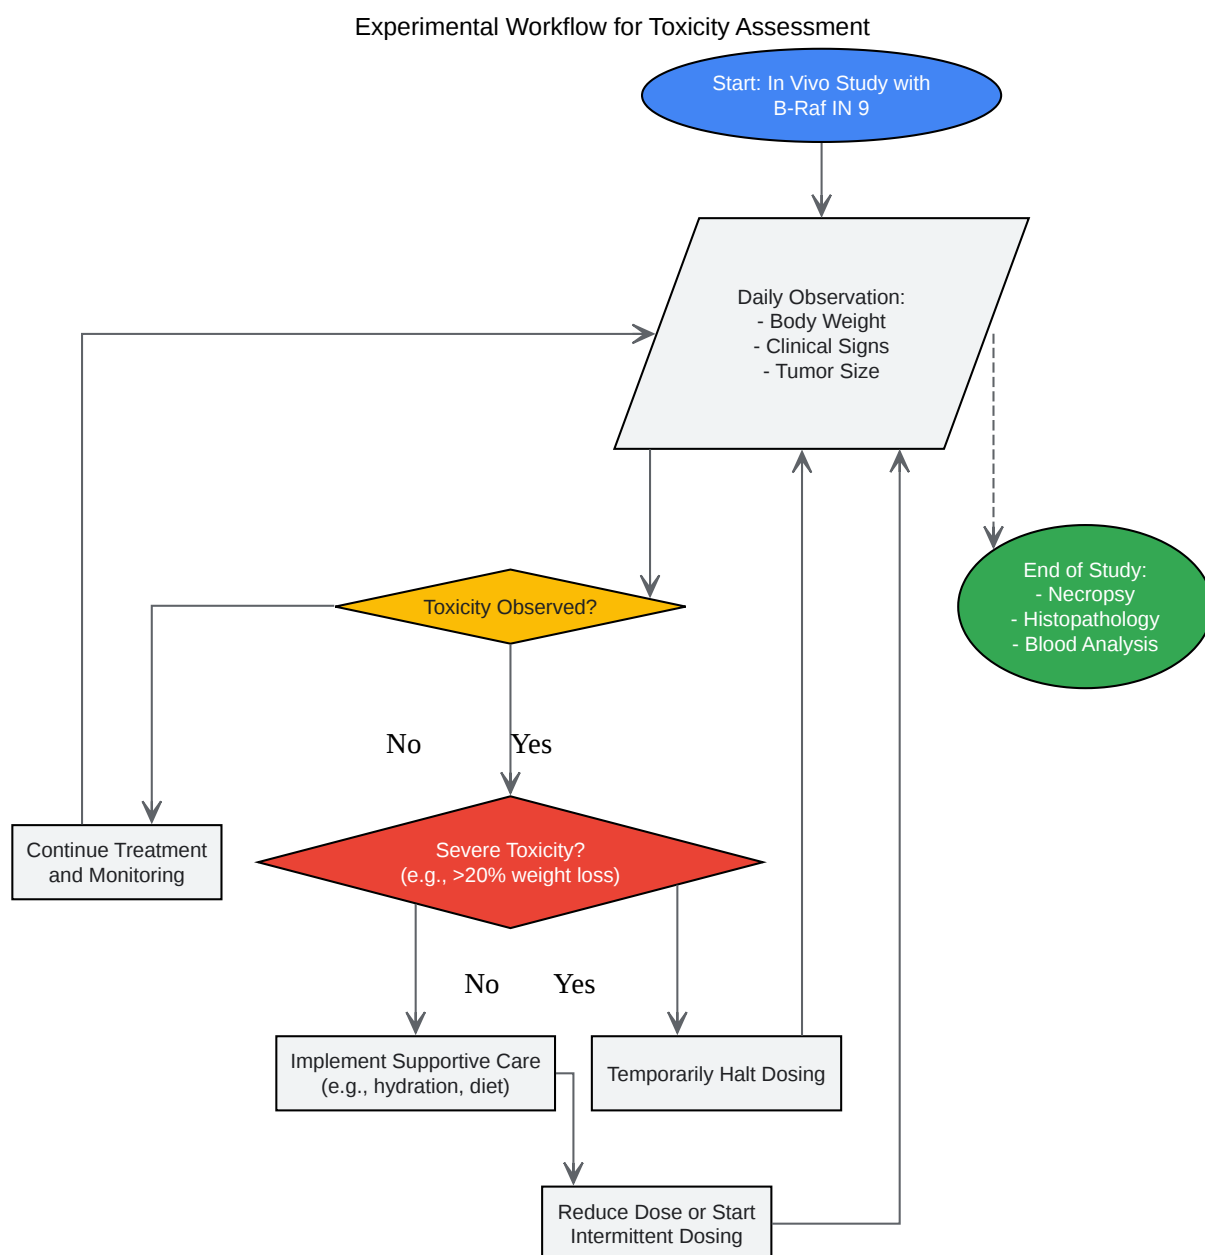 Experimental Workflow for Toxicity Assessment
Start: In Vivo Study with
B-Raf IN 9
Daily Observation:
- Body Weight
- Clinical Signs
- Tumor Size
Toxicity Observed?
End of Study:
- Necropsy
- Histopathology
- Blood Analysis
No
Yes
Continue Treatment
and Monitoring
Severe Toxicity?
(e.g., >20% weight loss)
No
Yes
Implement Supportive Care
(e.g., hydration, diet)
Temporarily Halt Dosing
Reduce Dose or Start
Intermittent Dosing